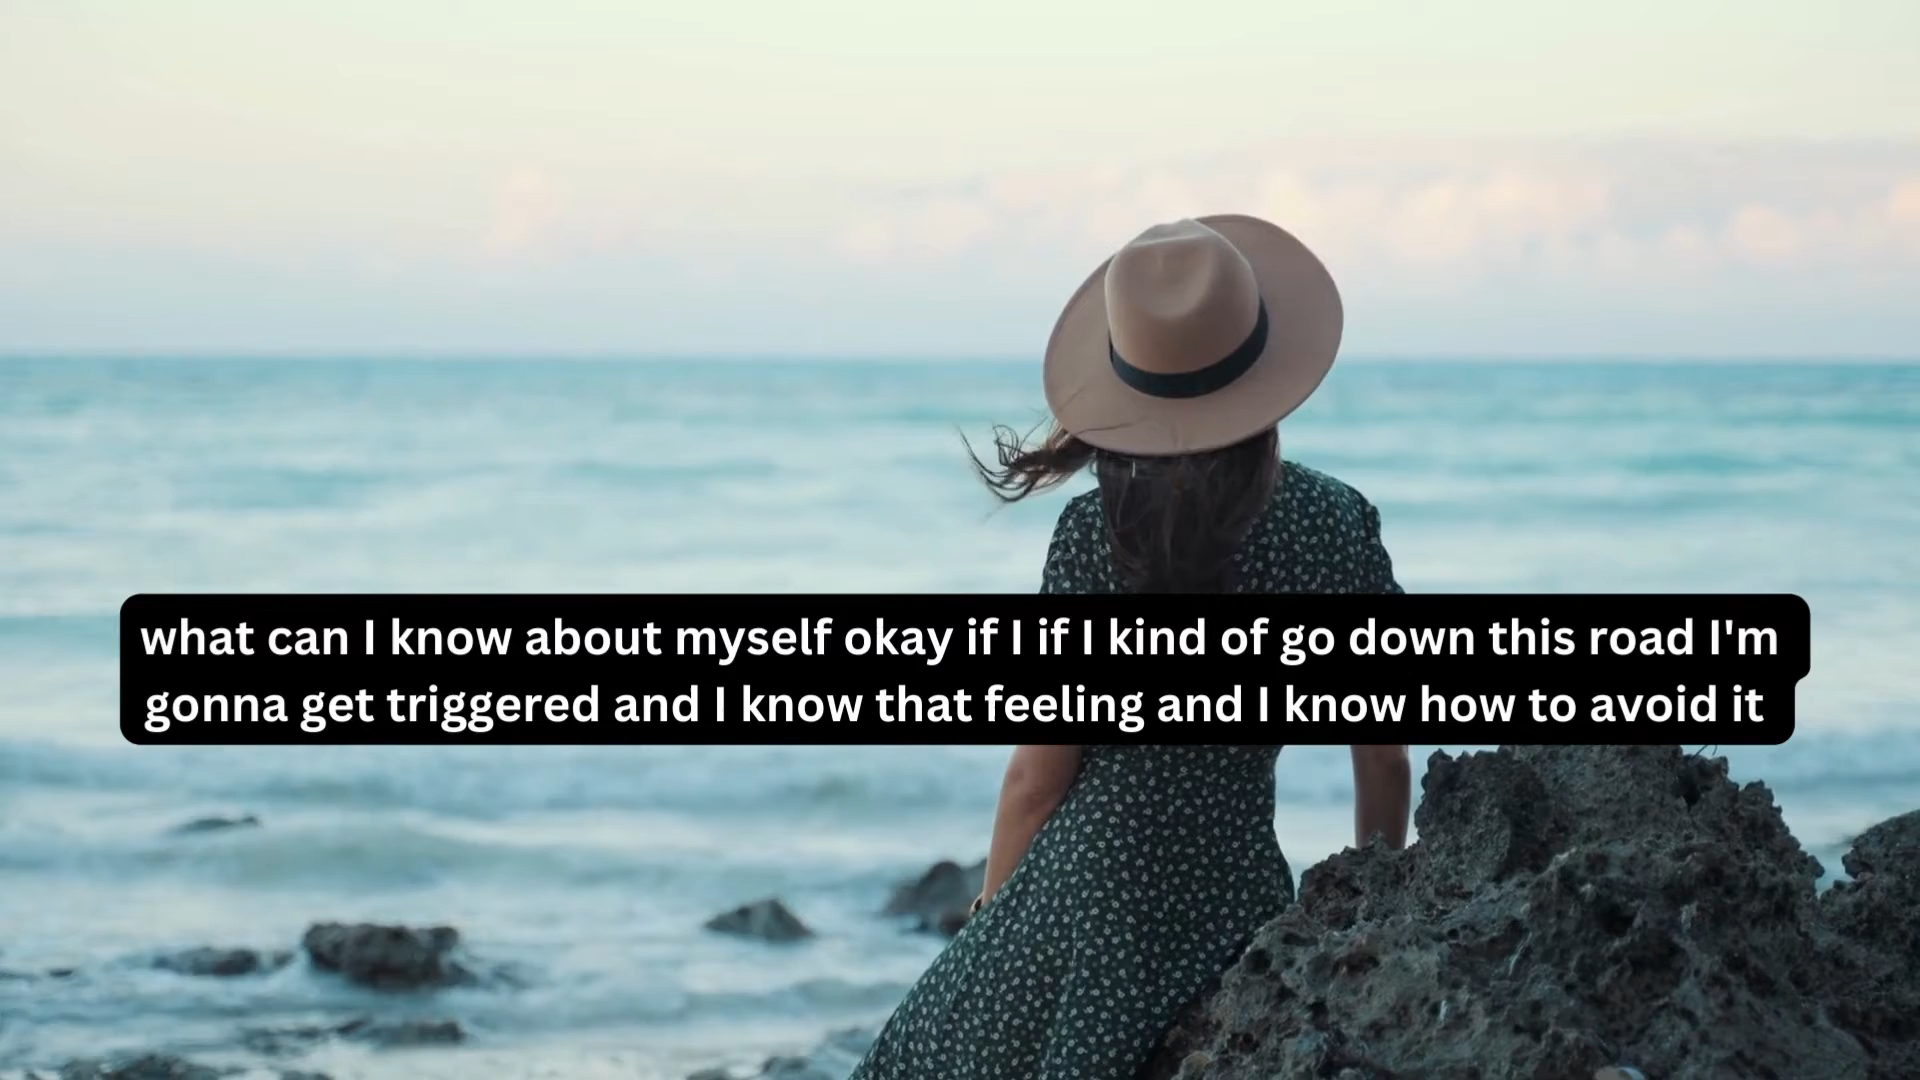 what can I know about myself okay if I if I kind of go down this road I'm
gonna get triggered and I know that feeling and I know how to avoid it